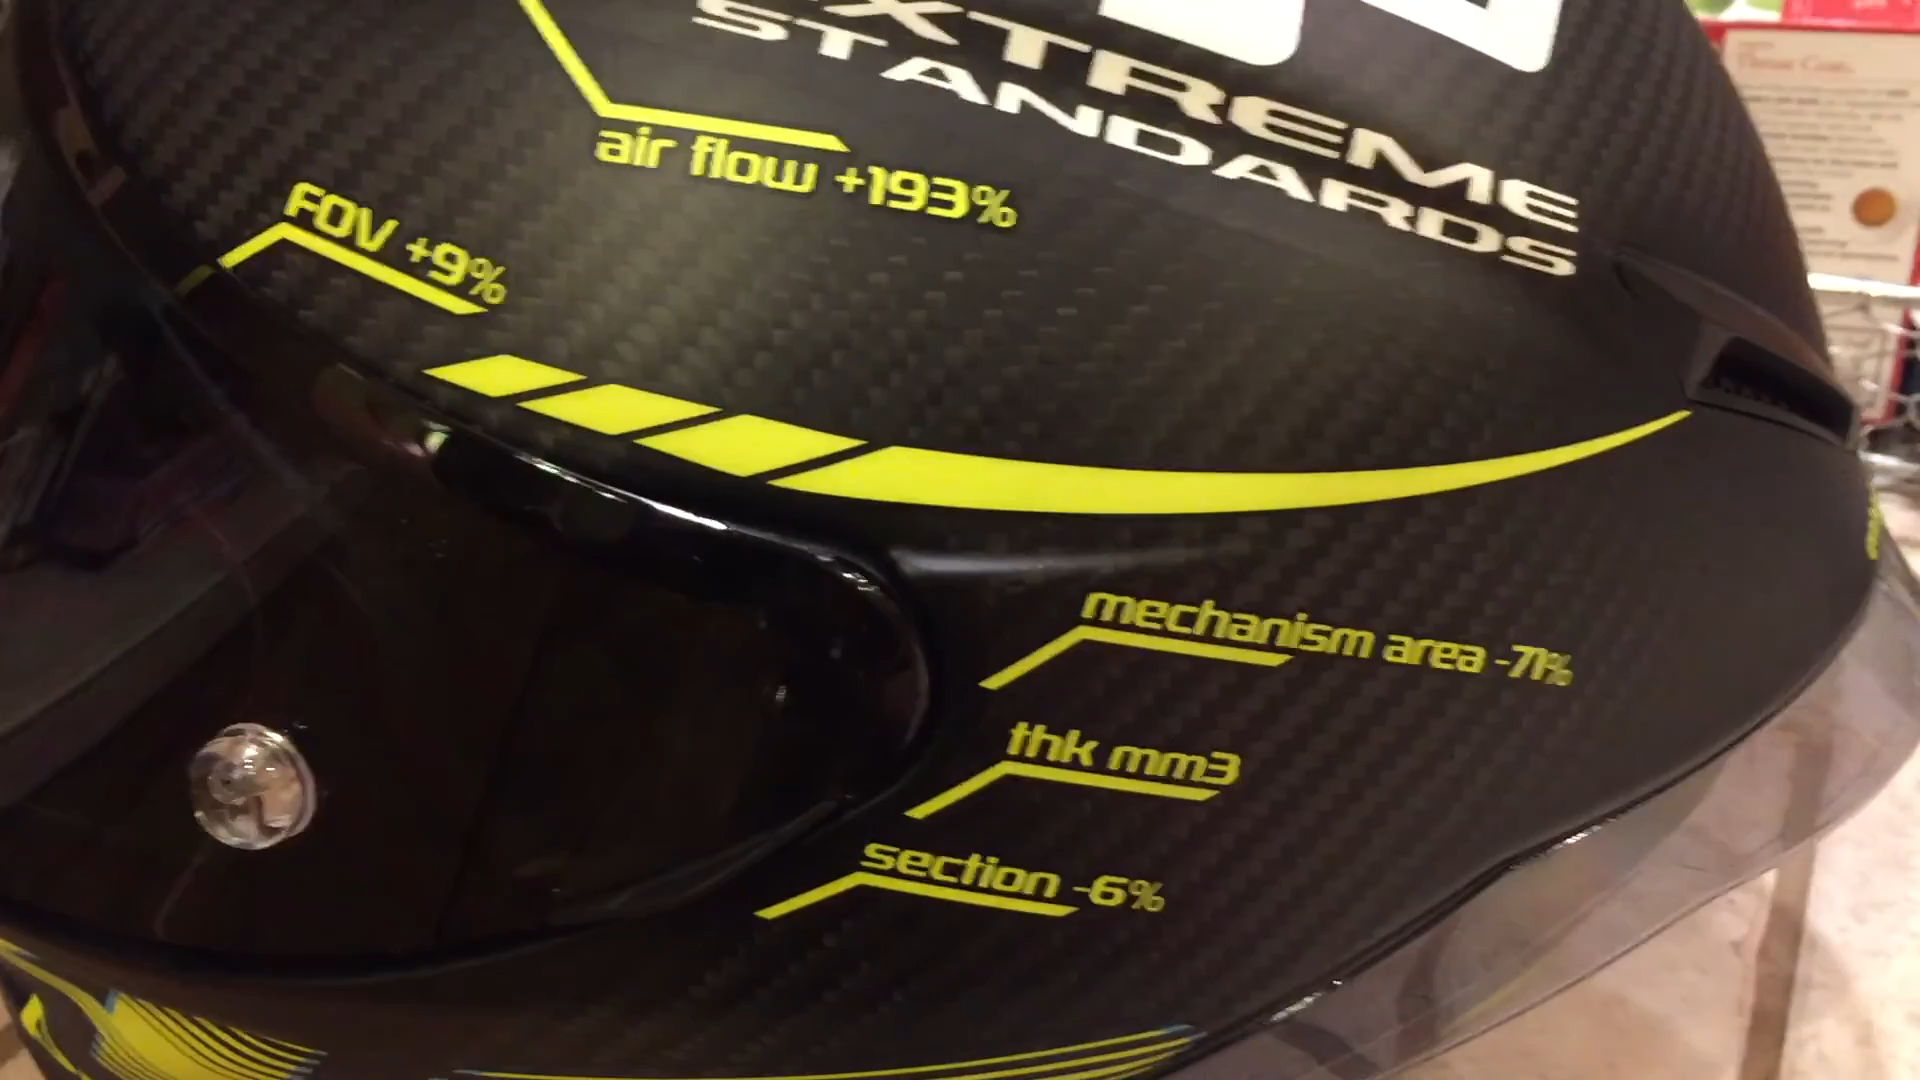 EXTREME
STANDARDS
air flow +193%
FOV +9%
mechanism area -71%
thk mm3
section -6%